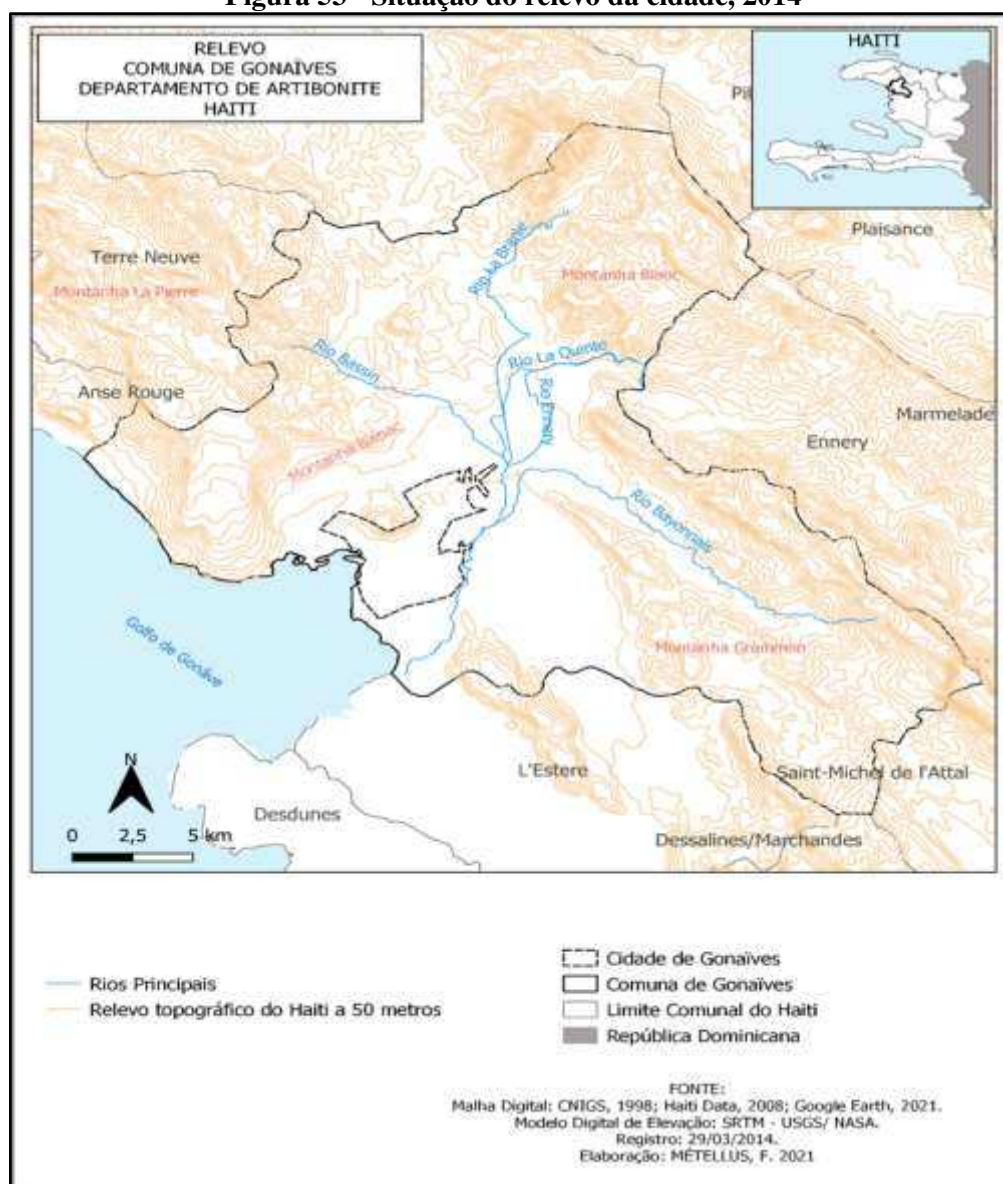 Figura 53 - Situação do relevo da cidade, 2014
RELEVO
COMUNA DE GONAÏVES
DEPARTAMENTO DE ARTIBONITE
HAITI
HAITI
Plaisance
Terre Neuve
Montanha La Pierre
Montanha Blanc
Rio La Branle
Rio Bassin
Rio La Quinte
Rio Ennery
Anse Rouge
Marmelade
Ennery
Montanha
Rio Bayonnais
Golfo de Gonâve
Montanha Grammon
N
L'Estere
Saint-Michel de l'Attal
Desdunes
0 2,5 5 km
Dessalines/Marchandes
Rios Principais
Relevo topográfico do Haiti a 50 metros
Cidade de Gonaïves
Comuna de Gonaïves
Limite Comunal do Haiti
República Dominicana
FONTE:
Malha Digital: CNIGS, 1998; Haiti Data, 2008; Google Earth, 2021.
Modelo Digital de Elevação: SRTM - USGS/ NASA.
Registro: 29/03/2014.
Elaboração: MÉTELLUS, F. 2021